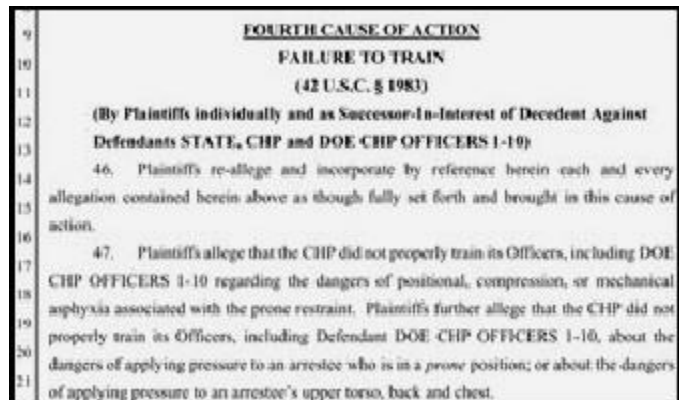 9 FOURTH CAUSE OF ACTION
10 FAILURE TO TRAIN
11 (42 U.S.C. § 1983)
12 (By Plaintiffs individually and as Successor-In-Interest of Decedent Against
13 Defendants STATE, CHP and DOE CHP OFFICERS 1-10)
14 46. Plaintiffs re-allege and incorporate by reference herein each and every
15 allegation contained herein above as though fully set forth and brought in this cause of
16 action.
17 47. Plaintiffs allege that the CHP did not properly train its Officers, including DOE
18 CHP OFFICERS 1-10 regarding the dangers of positional, compression, or mechanical
19 asphyxia associated with the prone restraint. Plaintiffs further allege that the CHP did not
properly train its Officers, including Defendant DOE CHP OFFICERS 1-10, about the
20 dangers of applying pressure to an arrestee who is in a prone position; or about the dangers
21 of applying pressure to an arrestee's upper torso, back and chest.